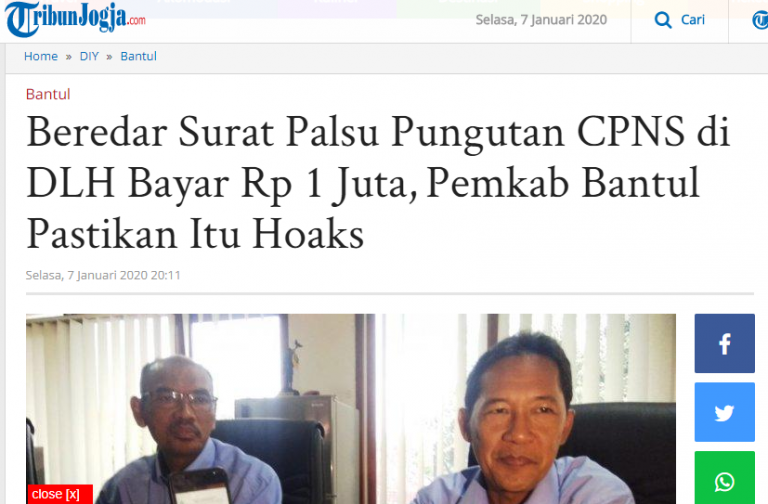 TribunJogja.com
Selasa, 7 Januari 2020
Cari
Home » DIY » Bantul
Bantul
Beredar Surat Palsu Pungutan CPNS di
DLH Bayar Rp 1 Juta, Pemkab Bantul
Pastikan Itu Hoaks
Selasa, 7 Januari 2020 20:11
close [x]